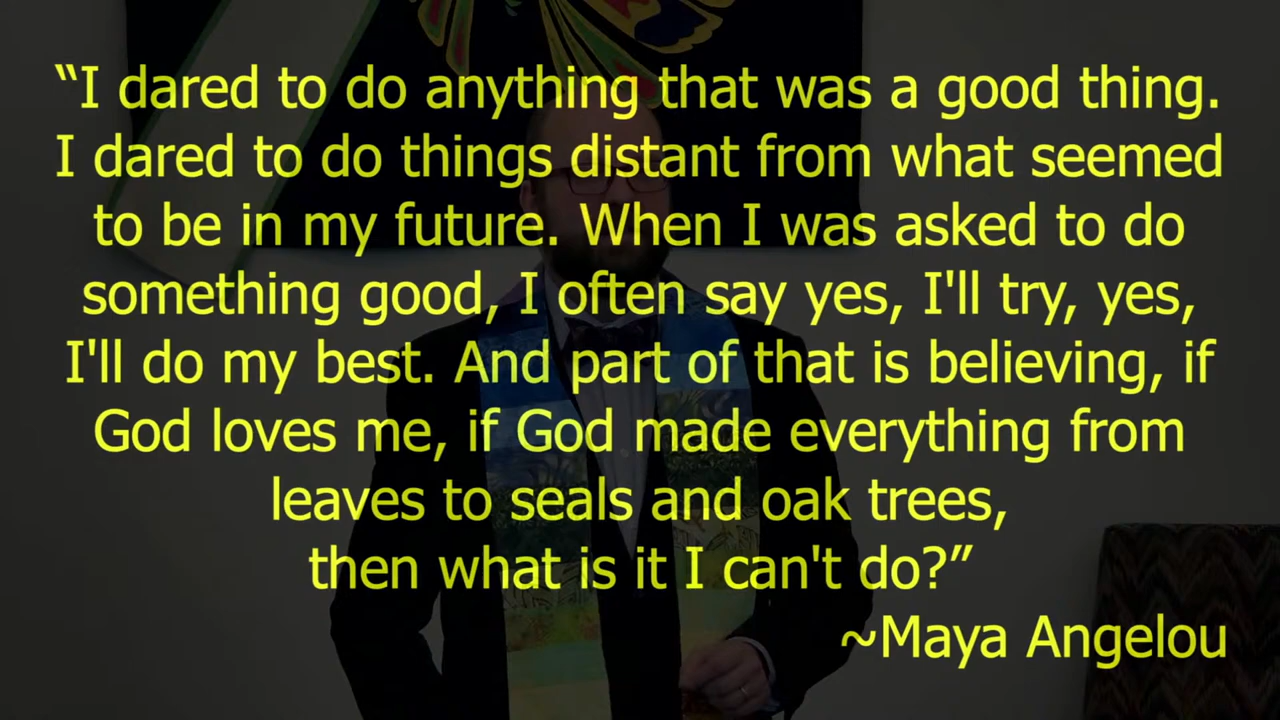 “I dared to do anything that was a good thing.
I dared to do things distant from what seemed
to be in my future. When I was asked to do
something good, I often say yes, I'll try, yes,
I'll do my best. And part of that is believing, if
God loves me, if God made everything from
leaves to seals and oak trees,
then what is it I can't do?”
~Maya Angelou